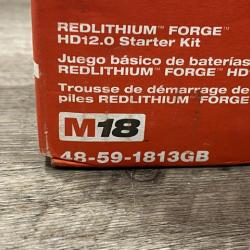 REDLITHIUM™ FORGE™
HD12.0 Starter Kit
Juego básico de baterías
REDLITHIUM™ FORGE™ HD
Trousse de démarrage de
piles REDLITHIUM™ FORGE
M18
48-59-1813GB